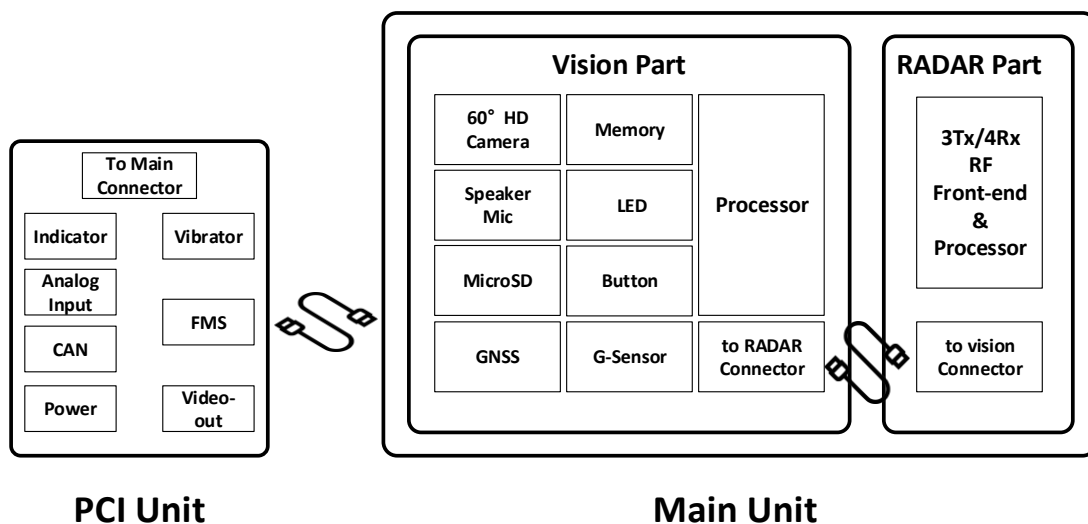 To Main
Connector
Indicator
Vibrator
Analog
Input
FMS
CAN
Power
Video-
out
PCI Unit
Vision Part
60° HD
Camera
Memory
Processor
Speaker
Mic
LED
MicroSD
Button
GNSS
G-Sensor
to RADAR
Connector
RADAR Part
3Tx/4Rx
RF
Front-end
&
Processor
to vision
Connector
Main Unit